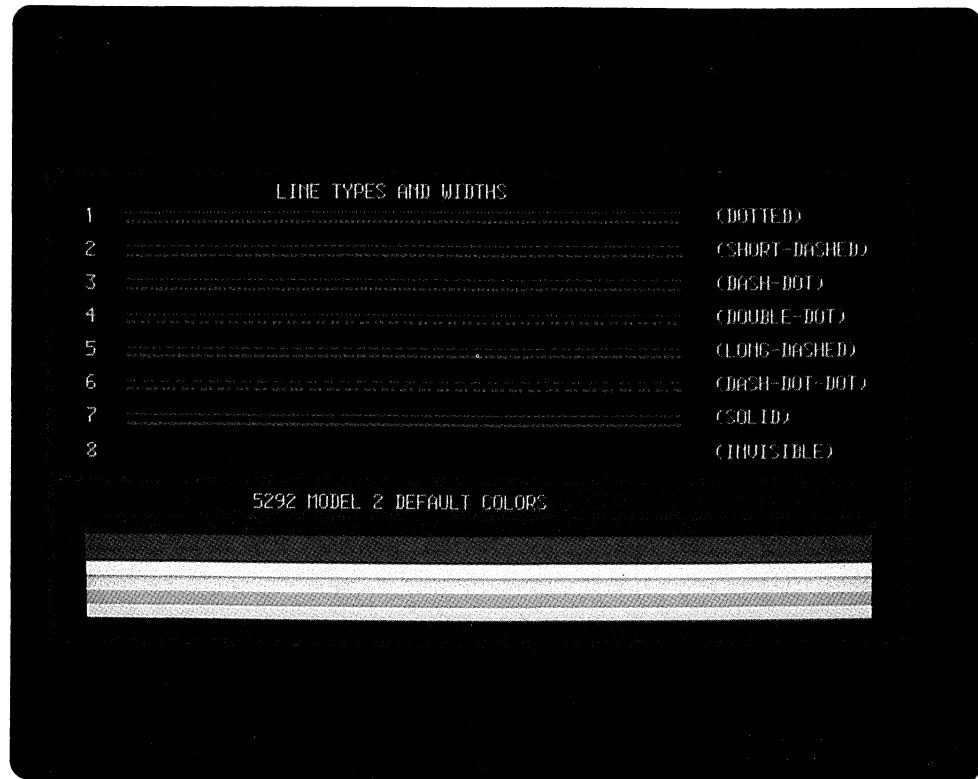 LINE TYPES AND WIDTHS
1 (DOTTED)
2 (SHORT-DASHED)
3 (DASH-DOT)
4 (DOUBLE-DOT)
5 (LONG-DASHED)
6 (DASH-DOT-DOT)
7 (SOLID)
8 (INVISIBLE)
5292 MODEL 2 DEFAULT COLORS